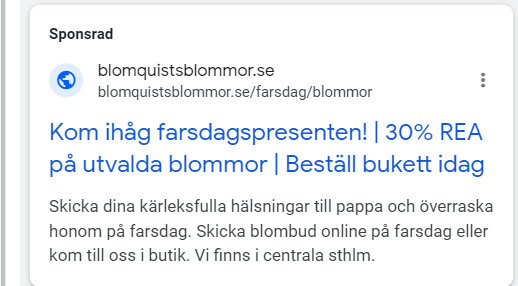 Sponsrad
blomquistsblommor.se
blomquistsblommor.se/farsdag/blommor
Kom ihåg farsdagspresenten! | 30% REA
på utvalda blommor | Beställ bukett idag
Skicka dina kärleksfulla hälsningar till pappa och överraska
honom på farsdag. Skicka blombud online på farsdag eller
kom till oss i butik. Vi finns i centrala sthlm.